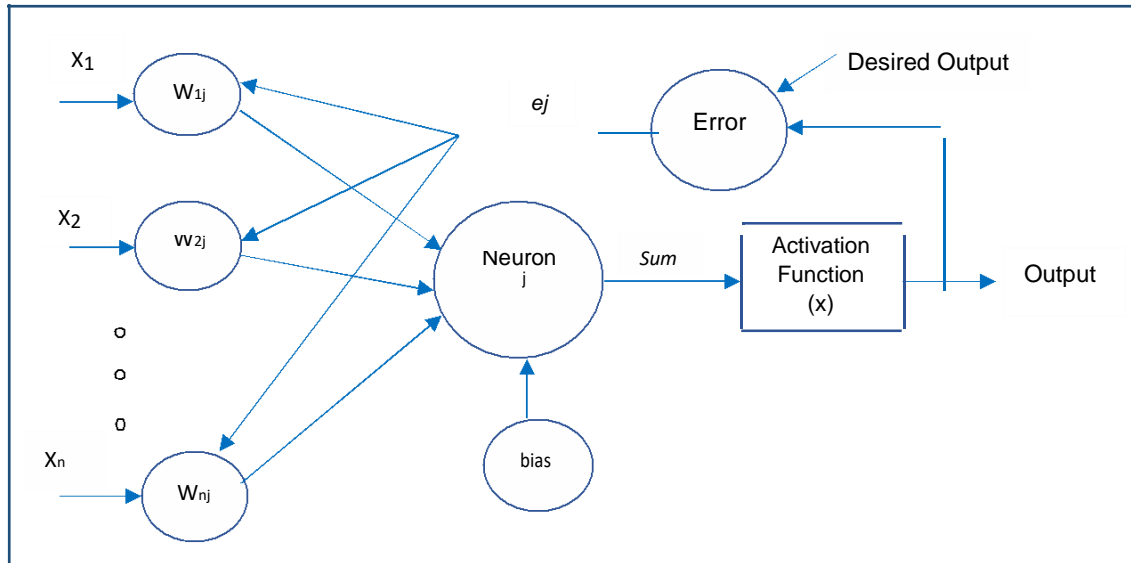 X1
W1j
ej
Error
Desired Output
X2
W2j
Neuron
j
Sum
Activation
Function
(x)
Output
Xn
Wnj
bias